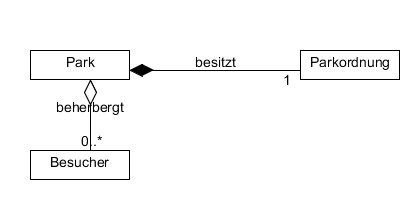 besitzt
Park
Parkordnung
1
beherbergt
0..*
Besucher